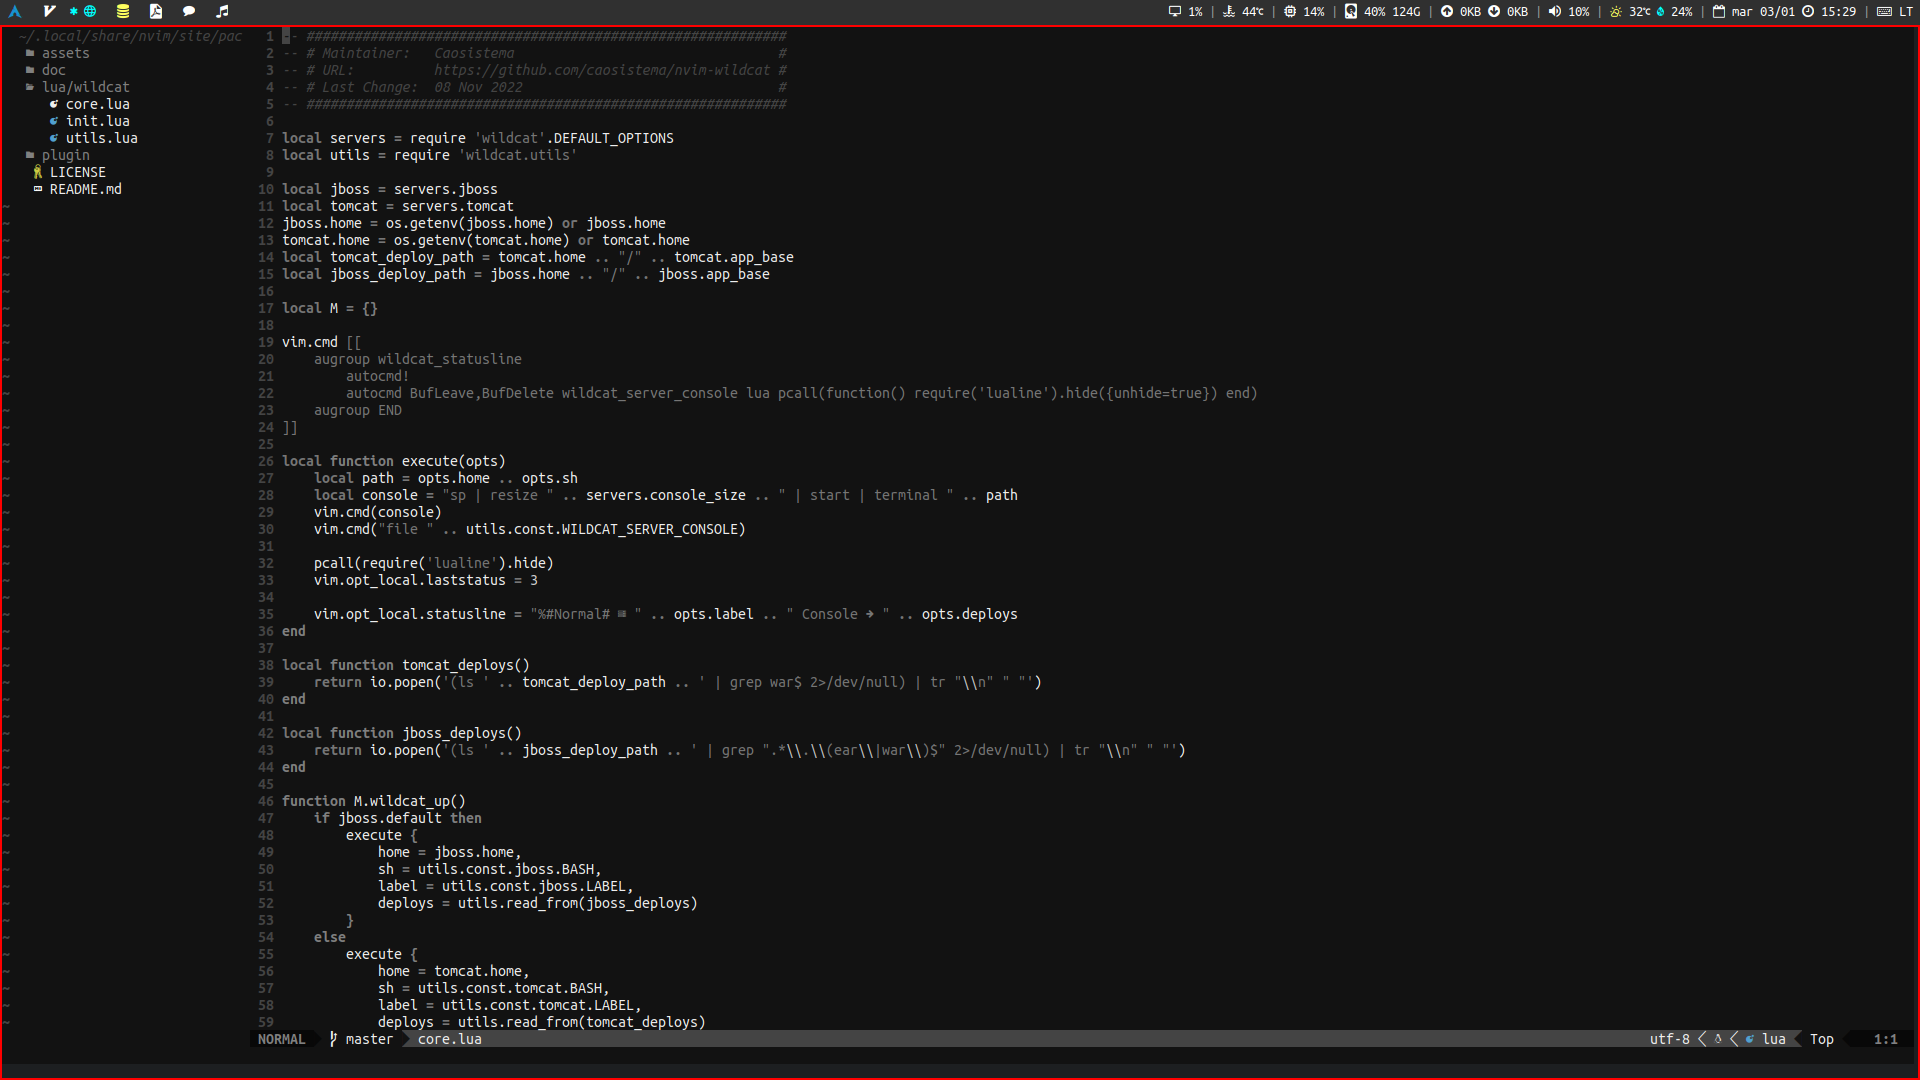 1% | 44℃ | 14% | 40% 124G | 0KB 0KB | 10% | 32℃ 24% | mar 03/01 15:29 | LT
~/.local/share/nvim/site/pac
assets
doc
lua/wildcat
core.lua
init.lua
utils.lua
plugin
LICENSE
README.md
1 -- ############################################################
2 -- # Maintainer:   Caosistema                                 #
3 -- # URL:          https://github.com/caosistema/nvim-wildcat #
4 -- # Last Change:  08 Nov 2022                                #
5 -- ############################################################
6
7 local servers = require 'wildcat'.DEFAULT_OPTIONS
8 local utils = require 'wildcat.utils'
9
10 local jboss = servers.jboss
11 local tomcat = servers.tomcat
12 jboss.home = os.getenv(jboss.home) or jboss.home
13 tomcat.home = os.getenv(tomcat.home) or tomcat.home
14 local tomcat_deploy_path = tomcat.home .. "/" .. tomcat.app_base
15 local jboss_deploy_path = jboss.home .. "/" .. jboss.app_base
16
17 local M = {}
18
19 vim.cmd [[
20     augroup wildcat_statusline
21         autocmd!
22         autocmd BufLeave,BufDelete wildcat_server_console lua pcall(function() require('lualine').hide({unhide=true}) end)
23     augroup END
24 ]]
25
26 local function execute(opts)
27     local path = opts.home .. opts.sh
28     local console = "sp | resize " .. servers.console_size .. " | start | terminal " .. path
29     vim.cmd(console)
30     vim.cmd("file " .. utils.const.WILDCAT_SERVER_CONSOLE)
31
32     pcall(require('lualine').hide)
33     vim.opt_local.laststatus = 3
34
35     vim.opt_local.statusline = "%#Normal# " .. opts.label .. " Console → " .. opts.deploys
36 end
37
38 local function tomcat_deploys()
39     return io.popen('(ls ' .. tomcat_deploy_path .. ' | grep war$ 2>/dev/null) | tr "\\n" " "')
40 end
41
42 local function jboss_deploys()
43     return io.popen('(ls ' .. jboss_deploy_path .. ' | grep ".*\\.\\(ear\\|war\\)$" 2>/dev/null) | tr "\\n" " "')
44 end
45
46 function M.wildcat_up()
47     if jboss.default then
48         execute {
49             home = jboss.home,
50             sh = utils.const.jboss.BASH,
51             label = utils.const.jboss.LABEL,
52             deploys = utils.read_from(jboss_deploys)
53         }
54     else
55         execute {
56             home = tomcat.home,
57             sh = utils.const.tomcat.BASH,
58             label = utils.const.tomcat.LABEL,
59             deploys = utils.read_from(tomcat_deploys)
NORMAL master core.lua utf-8 lua Top 1:1